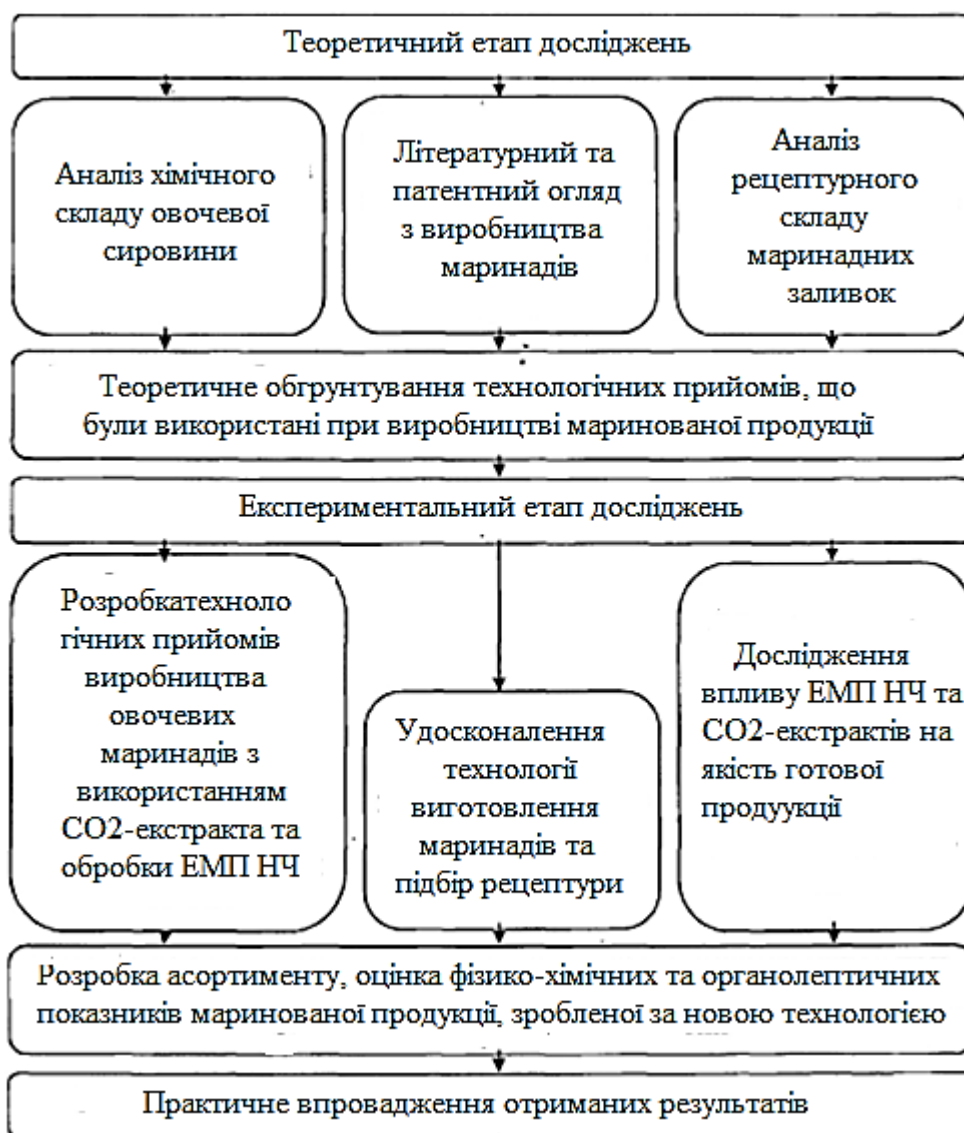 Теоретичний етап досліджень
Аналіз хімічного
складу овочевої
сировини
Літературний та
патентний огляд
з виробництва
маринадів
Аналіз
рецептурного
складу
маринадних
заливок
Теоретичне обгрунтування технологічних прийомів, що
були використані при виробництві маринованої продукції
Експериментальний етап досліджень
Розробкатехноло
гічних прийомів
виробництва
овочевих
маринадів з
використанням
СО2-екстракта та
обробки ЕМП НЧ
Удосконалення
технології
виготовлення
маринадів та
підбір рецептури
Дослідження
впливу ЕМП НЧ та
СО2-екстрактів на
якість готової
продуукції
Розробка асортименту, оцінка фізико-хімічних та органолептичних
показників маринованої продукції, зробленої за новою технологією
Практичне впровадження отриманих результатів